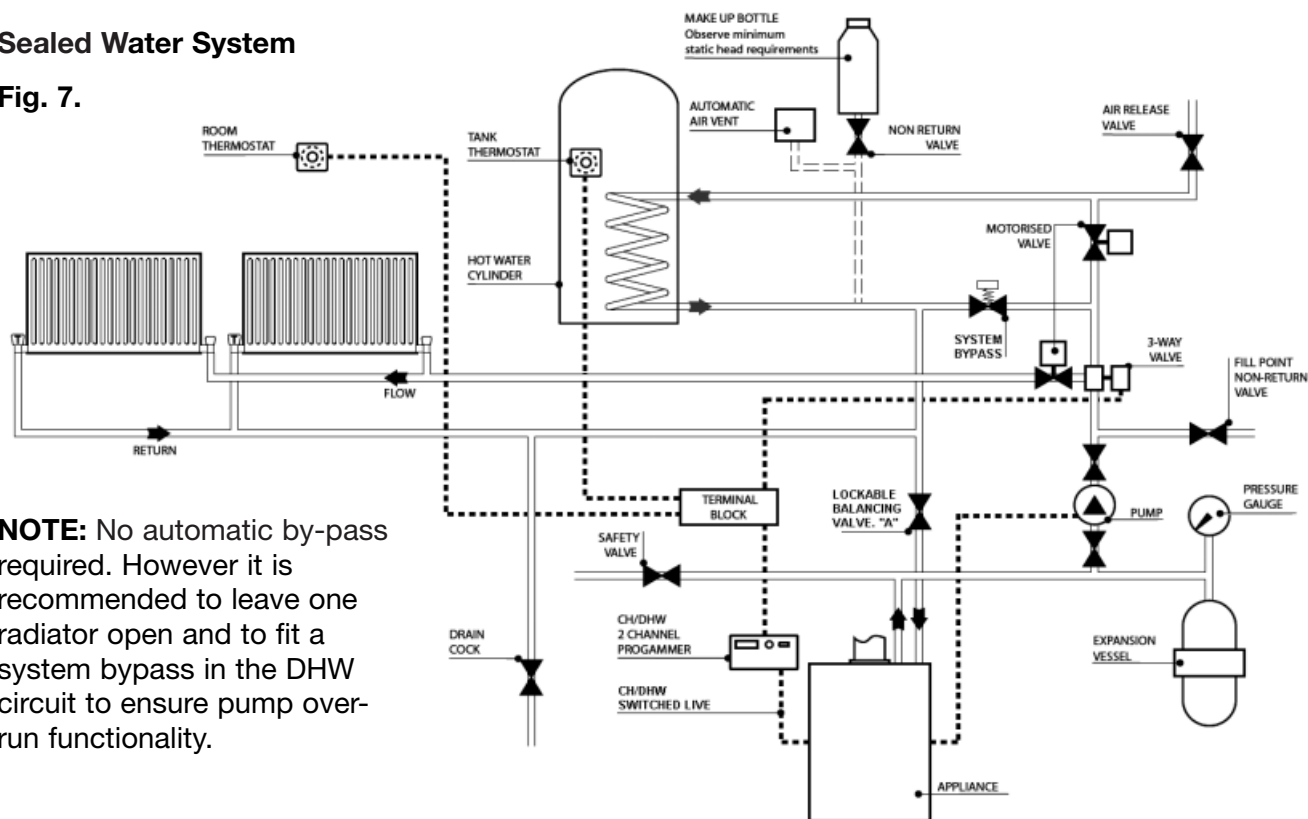 Sealed Water System
Fig. 7.
MAKE UP BOTTLE
Observe minimum
static head requirements
AUTOMATIC
AIR VENT
NON RETURN
VALVE
AIR RELEASE
VALVE
ROOM
THERMOSTAT
TANK
THERMOSTAT
MOTORISED
VALVE
HOT WATER
CYLINDER
SYSTEM
BYPASS
3-WAY
VALVE
FILL POINT
NON-RETURN
VALVE
FLOW
RETURN
TERMINAL
BLOCK
LOCKABLE
BALANCING
VALVE. "A"
PUMP
PRESSURE
GAUGE
SAFETY
VALVE
NOTE: No automatic by-pass
required. However it is
recommended to leave one
radiator open and to fit a
system bypass in the DHW
circuit to ensure pump over-
run functionality.
DRAIN
COCK
CH/DHW
2 CHANNEL
PROGAMMER
CH/DHW
SWITCHED LIVE
EXPANSION
VESSEL
APPLIANCE